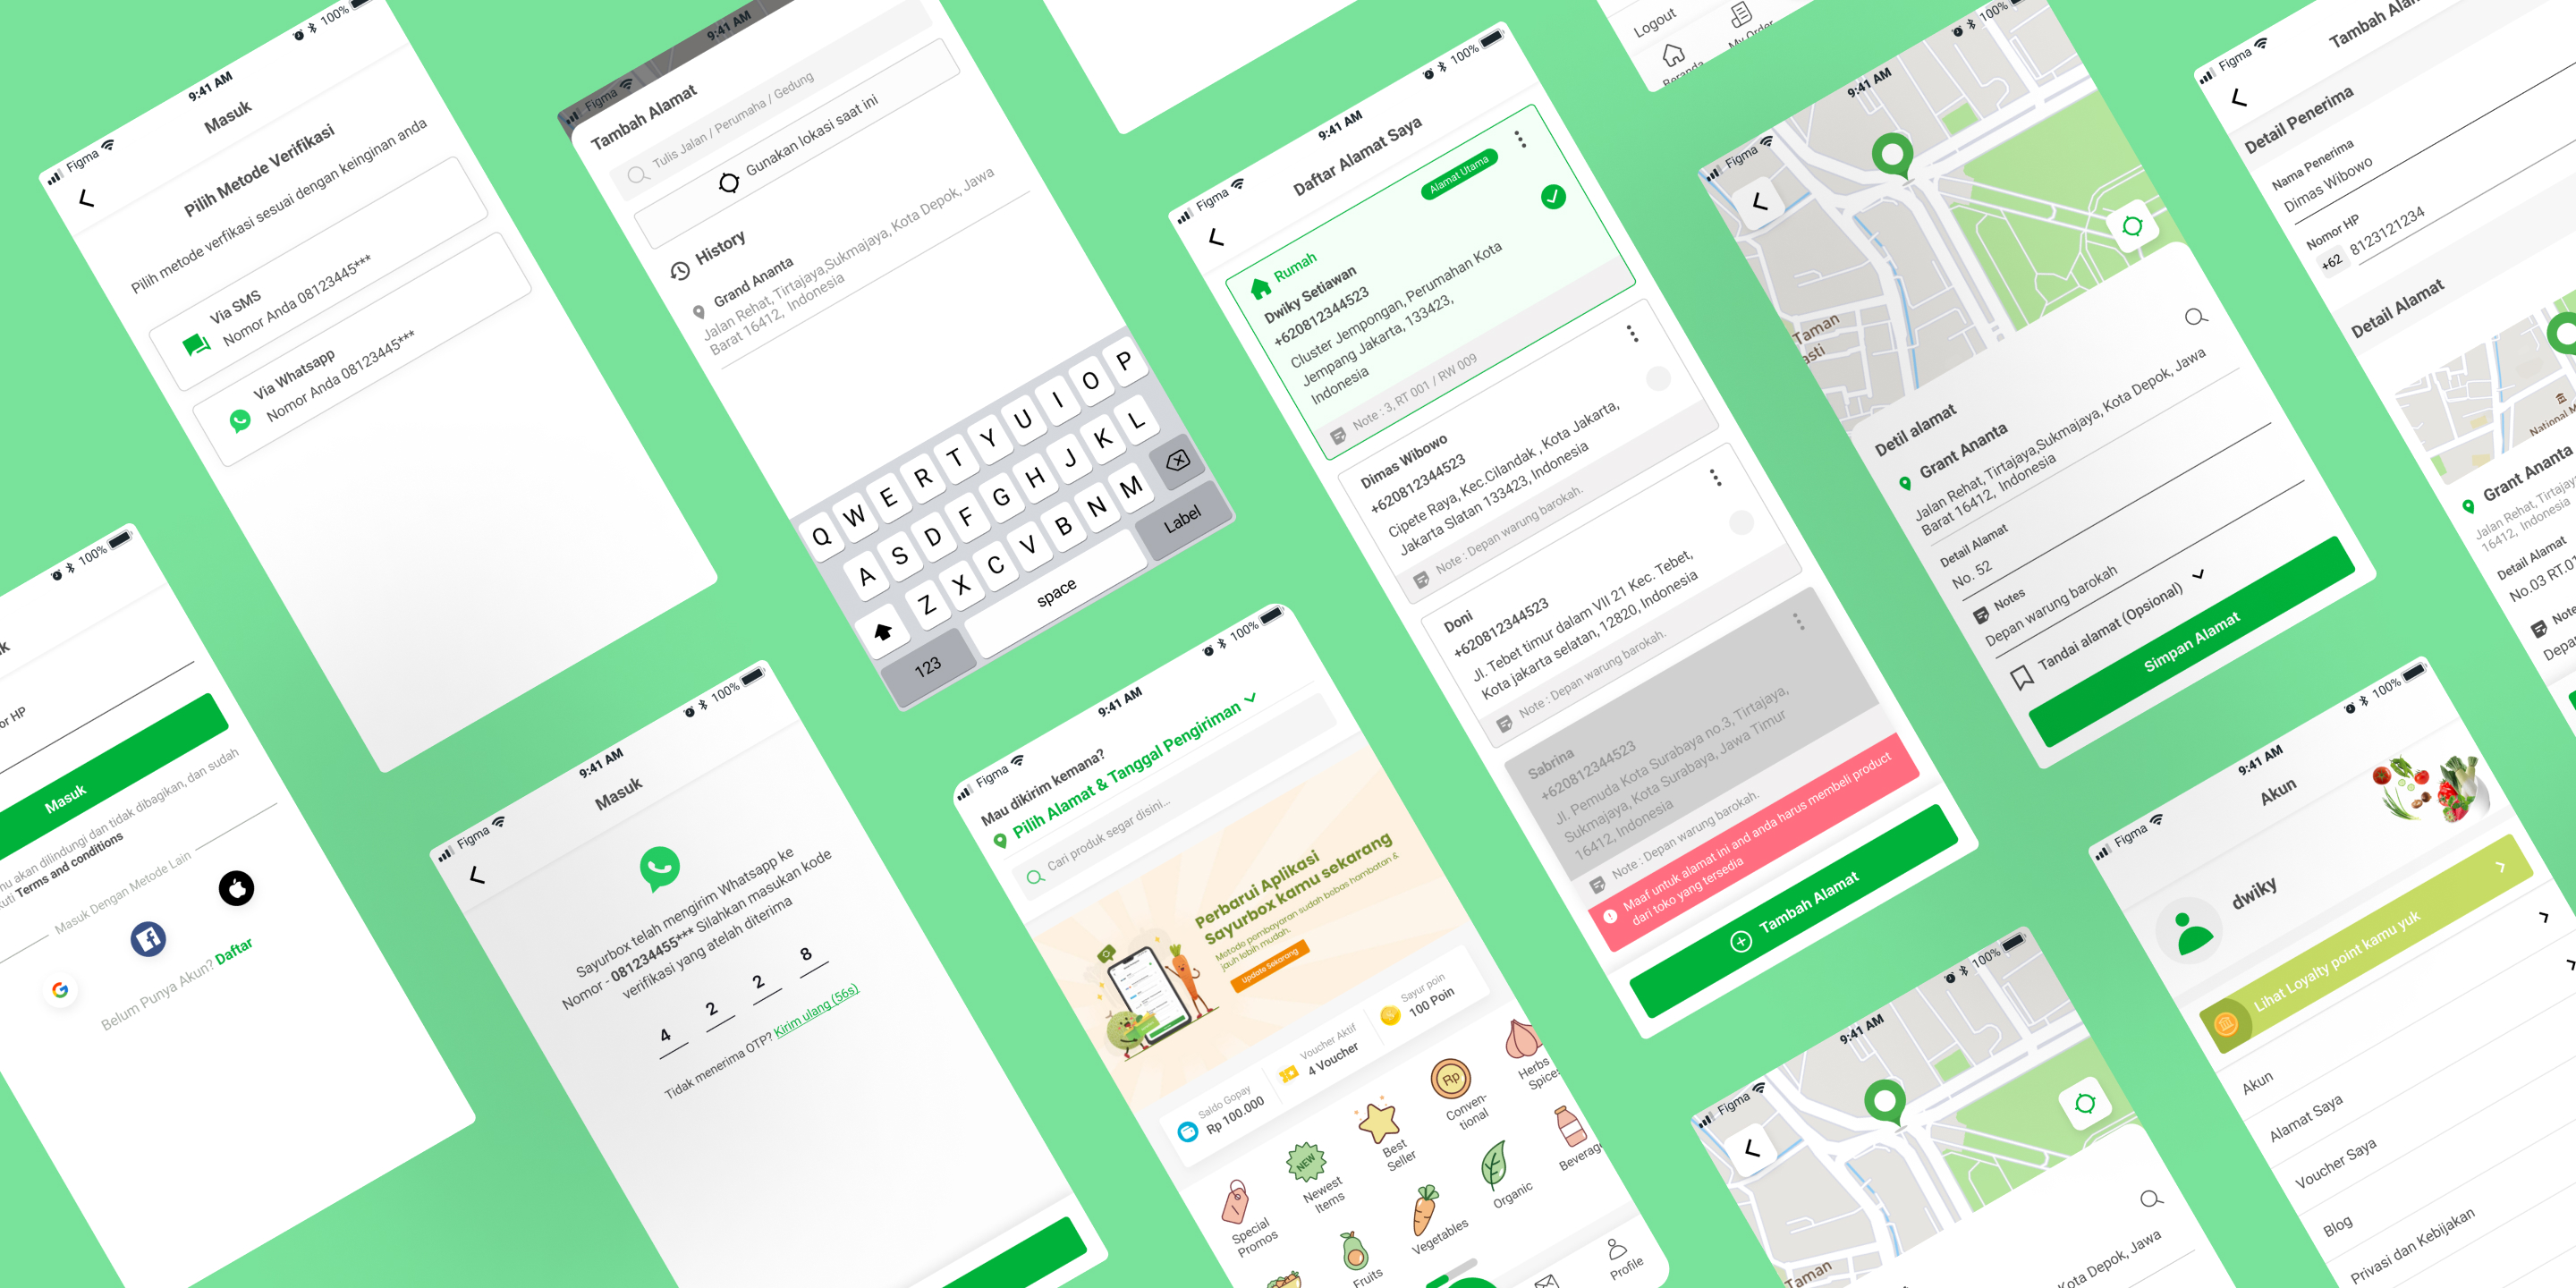 100%
9:41 AM
Figma
Masuk
Pilih Metode Verifikasi
Pilih metode verfikasi sesuai dengan keinginan anda
Via SMS
Nomor Anda 08123445***
Via Whatsapp
Nomor Anda 08123445***
100%
or HP
Masuk
akan dilindungi dan tidak dibagikan, dan sudah
Terms and conditions
Masuk Dengan Metode Lain
Belum Punya Akun? Daftar
9:41 AM
Figma
Tambah Alamat
Tulis Jalan / Perumaha / Gedung
Gunakan lokasi saat ini
History
Grand Ananta
Jalan Rehat, Tirtajaya,Sukmajaya, Kota Depok, Jawa
Barat 16412, Indonesia
Q W E R T Y U I O P
A S D F G H J K L
Z X C V B N M
123 space Label
100%
9:41 AM
Figma
Masuk
Sayurbox telah mengirim Whatsapp ke
Nomor - 081234455*** Silahkan masukan kode
verifikasi yang atelah diterima
4 2 2 8
Tidak menerima OTP? Kirim ulang (56s)
100%
9:41 AM
Figma
Mau dikirim kemana?
Pilih Alamat & Tanggal Pengiriman
Cari produk segar disini...
Perbarui Aplikasi
Sayurbox kamu sekarang
Metode pembayaran sudah bebas hambatan &
jauh lebih mudah.
Update Sekarang
Saldo Gopay
Rp 100.000
Voucher Aktif
4 Voucher
Sayur poin
100 Poin
Special
Promos
NEW
Newest
Items
Best
Seller
Rp
Conven-
tional
Herbs
Fruits
Vegetables
Organic
Profile
100%
9:41 AM
Figma
Daftar Alamat Saya
Alamat Utama
Rumah
Dwiky Setiawan
+620812344523
Cluster Jempongan, Perumahan Kota
Jempang Jakarta, 133423,
Indonesia
Note : 3, RT 001 / RW 009
Dimas Wibowo
+620812344523
Cipete Raya, Kec.Cilandak , Kota Jakarta,
Jakarta Slatan 133423, Indonesia
Note : Depan warung barokah.
Doni
+620812344523
Jl. Tebet timur dalam VII 21 Kec. Tebet,
Kota jakarta selatan, 12820, Indonesia
Note : Depan warung barokah.
Sabrina
+620812344523
Jl. Pemuda Kota Surabaya no.3, Tirtajaya,
Sukmajaya, Kota Surabaya, Jawa Timur
16412, Indonesia
Note : Depan warung barokah.
Maaf untuk alamat ini and anda harus membeli product
dari toko yang tersedia
Tambah Alamat
Logout
My Order
Beranda
100%
9:41 AM
Figma
Taman
asti
Detil alamat
Grant Ananta
Jalan Rehat, Tirtajaya,Sukmajaya, Kota Depok, Jawa
Barat 16412, Indonesia
Detail Alamat
No. 52
Notes
Depan warung barokah
Tandai alamat (Opsional)
Simpan Alamat
100%
9:41 AM
Figma
Taman
Kota Depok, Jawa
Figma
Detail Penerima
Nama Penerima
Dimas Wibowo
Nomor HP
+62 8123121234
Detail Alamat
National
Grant Ananta
Jalan Rehat,
16412, Indonesia
Detail Alamat
100%
9:41 AM
Figma
Akun
dwiky
Lihat Loyalty point kamu yuk
Akun
Alamat Saya
Voucher Saya
Blog
Privasi dan Kebijakan